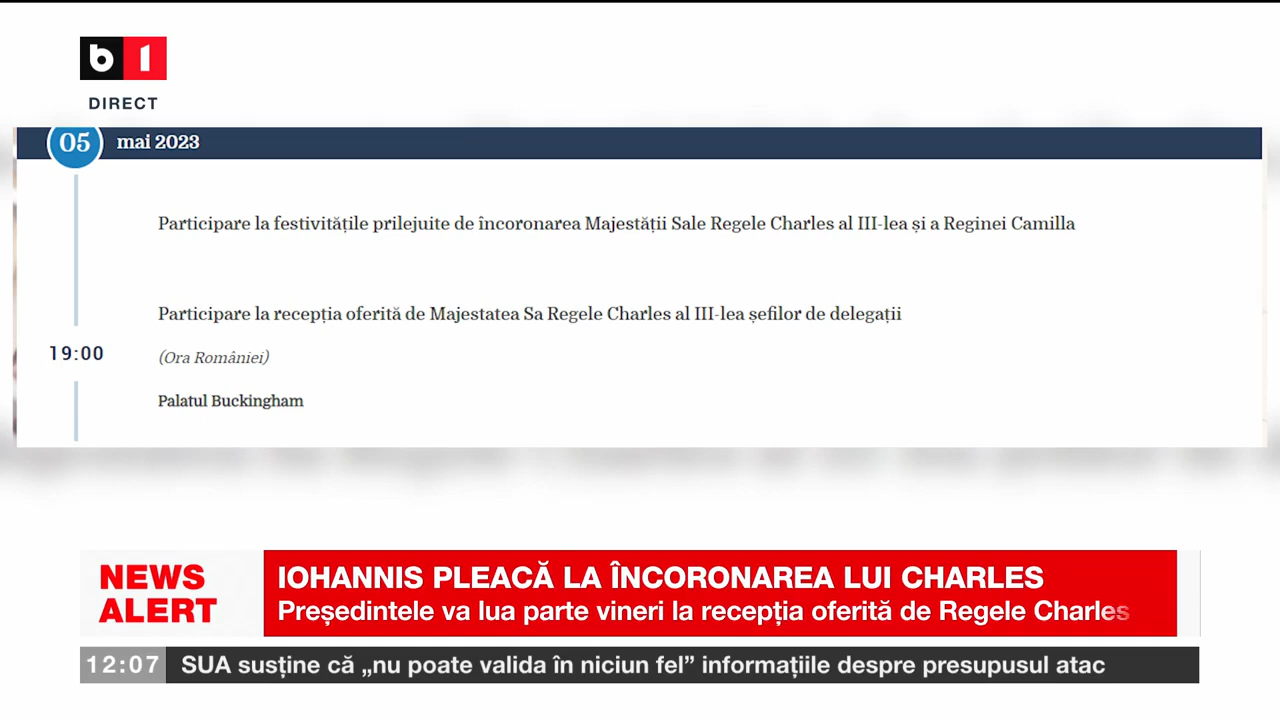 b1
DIRECT
05 mai 2023
Participare la festivitățile prilejuite de încoronarea Majestății Sale Regele Charles al III-lea și a Reginei Camilla
Participare la recepția oferită de Majestatea Sa Regele Charles al III-lea șefilor de delegații
19:00
(Ora României)
Palatul Buckingham
NEWS
ALERT
IOHANNIS PLEACĂ LA ÎNCORONAREA LUI CHARLES
Președintele va lua parte vineri la recepția oferită de Regele Charles
12:07 SUA susține că „nu poate valida în niciun fel” informațiile despre presupusul atac